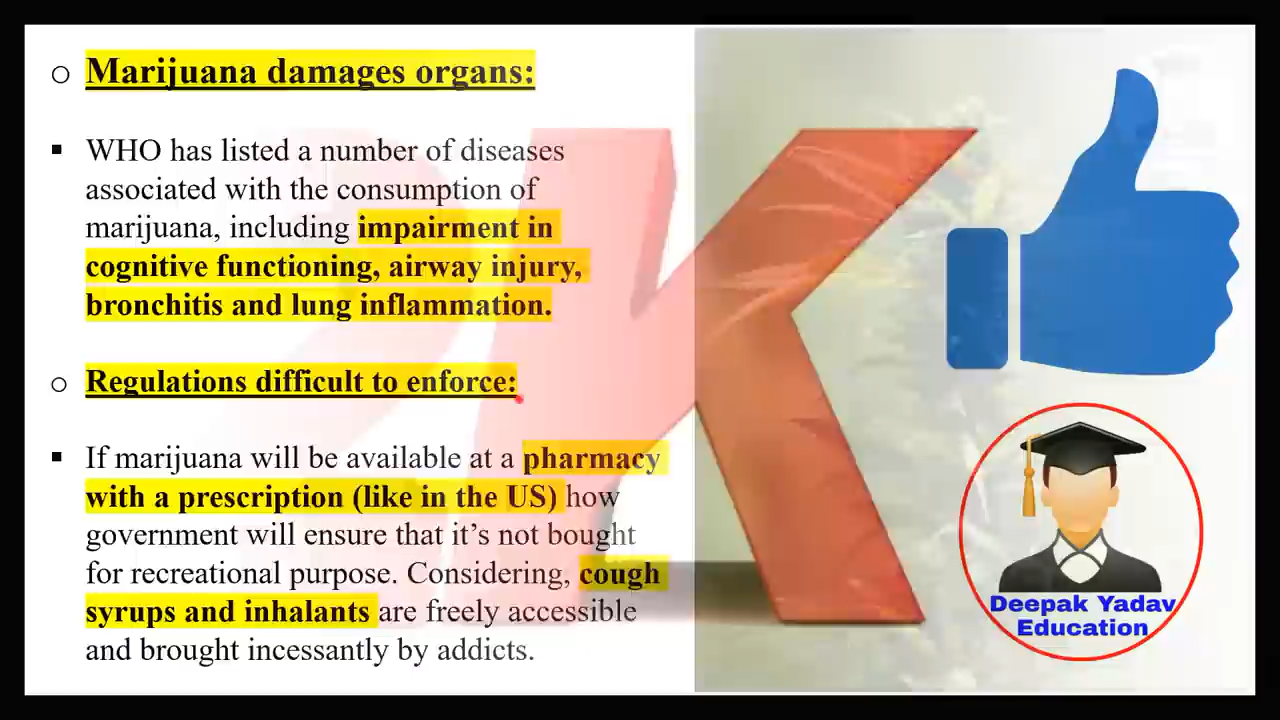 Marijuana damages organs:
WHO has listed a number of diseases
associated with the consumption of
marijuana, including impairment in
cognitive functioning, airway injury,
bronchitis and lung inflammation.
Regulations difficult to enforce:
If marijuana will be available at a pharmacy
with a prescription (like in the US) how
government will ensure that it’s not bought
for recreational purpose. Considering, cough
syrups and inhalants are freely accessible
and brought incessantly by addicts.
Deepak Yadav
Education